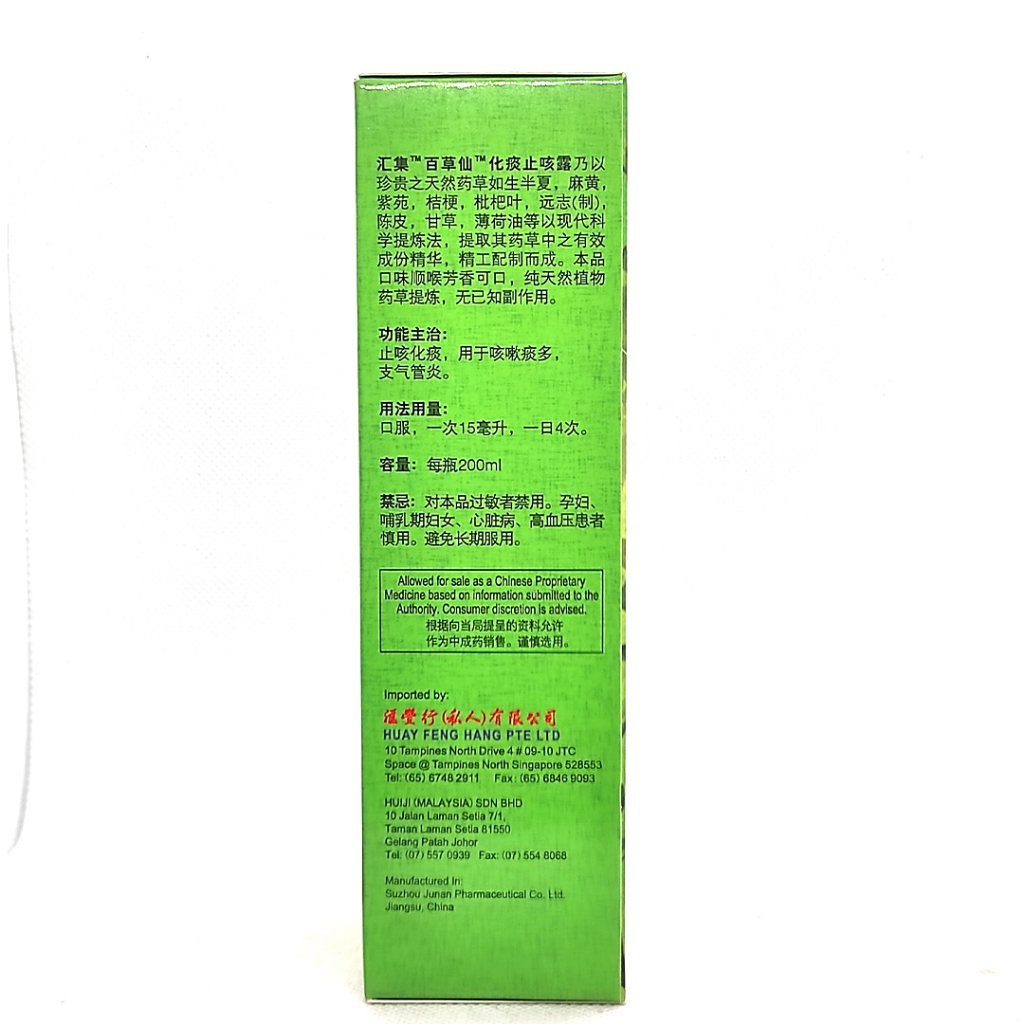 汇集™百草仙™化痰止咳露乃以
珍贵之天然药草如生半夏，麻黄，
紫苑，桔梗，枇杷叶，远志(制)，
陈皮，甘草，薄荷油等以现代科
学提炼法，提取其药草中之有效
成份精华，精工配制而成。本品
口味顺喉芳香可口，纯天然植物
药草提炼，无已知副作用。
功能主治：
止咳化痰，用于咳嗽痰多，
支气管炎。
用法用量：
口服，一次15毫升，一日4次。
容量：每瓶200ml
禁忌：对本品过敏者禁用。孕妇、
哺乳期妇女、心脏病、高血压患者
慎用。避免长期服用。
Allowed for sale as a Chinese Proprietary
Medicine based on information submitted to the
Authority. Consumer discretion is advised.
根据向当局提呈的资料允许
作为中成药销售。谨慎选用。
Imported by:
汇丰行(私人)有限公司
HUAY FENG HANG PTE LTD
10 Tampines North Drive 4 # 09-10 JTC
Space @ Tampines North Singapore 528553
Tel: (65) 6748 2911 Fax: (65) 6846 9093
HUIJI (MALAYSIA) SDN BHD
10 Jalan Laman Setia 7/1,
Taman Laman Setia 81550
Gelang Patah Johor
Tel: (07) 557 0939 Fax: (07) 554 8068
Manufactured In:
Suzhou Junan Pharmaceutical Co. Ltd.
Jiangsu, China